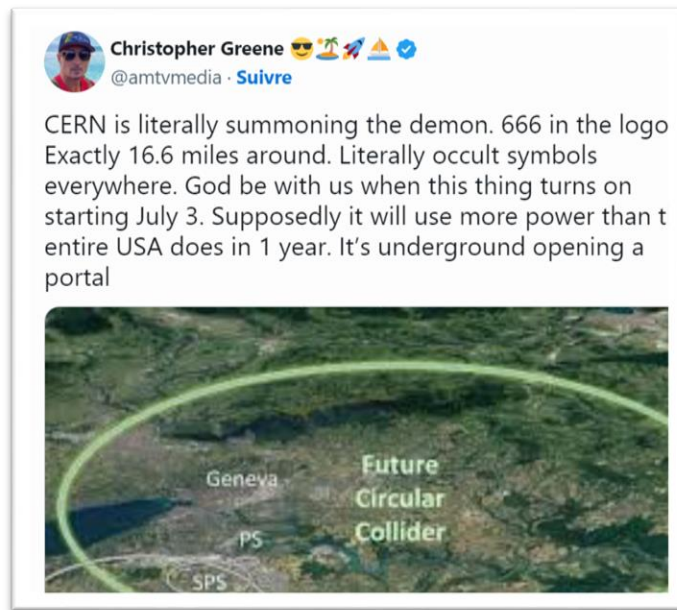 Christopher Greene 😎🏝️🚀⛵
@amtvmedia · Suivre
CERN is literally summoning the demon. 666 in the logo
Exactly 16.6 miles around. Literally occult symbols
everywhere. God be with us when this thing turns on
starting July 3. Supposedly it will use more power than t
entire USA does in 1 year. It’s underground opening a
portal
Geneva
Future
Circular
Collider
PS
SPS